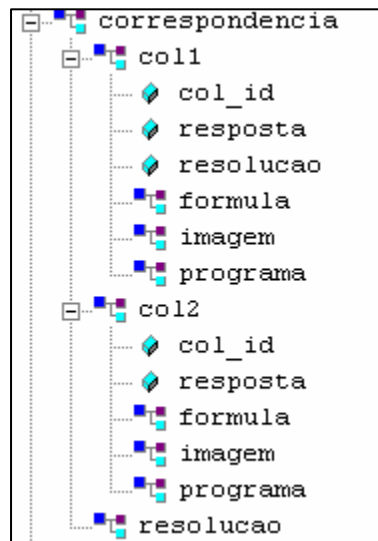 correspondencia
col1
col_id
resposta
resolucao
formula
imagem
programa
col2
col_id
resposta
formula
imagem
programa
resolucao